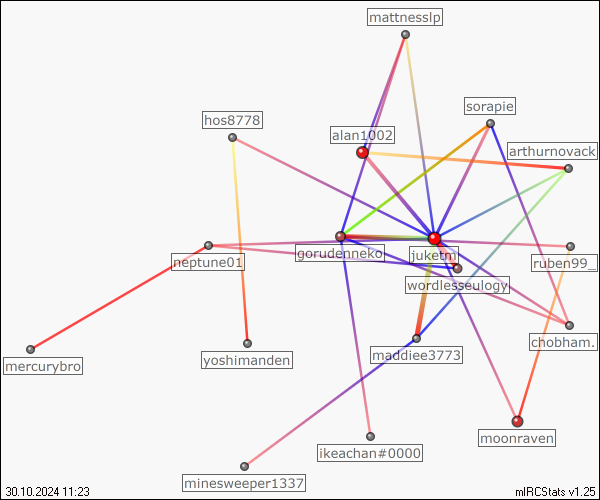 mattnesslp
sorapie
hos8778
alan1002
arthurnovack
gorudenneko
juketm
neptune01
ruben99_
wordlesseulogy
chobham.
maddiee3773
yoshimanden
mercurybro
moonraven
ikeachan#0000
minesweeper1337
30.10.2024 11:23
mIRCStats v1.25